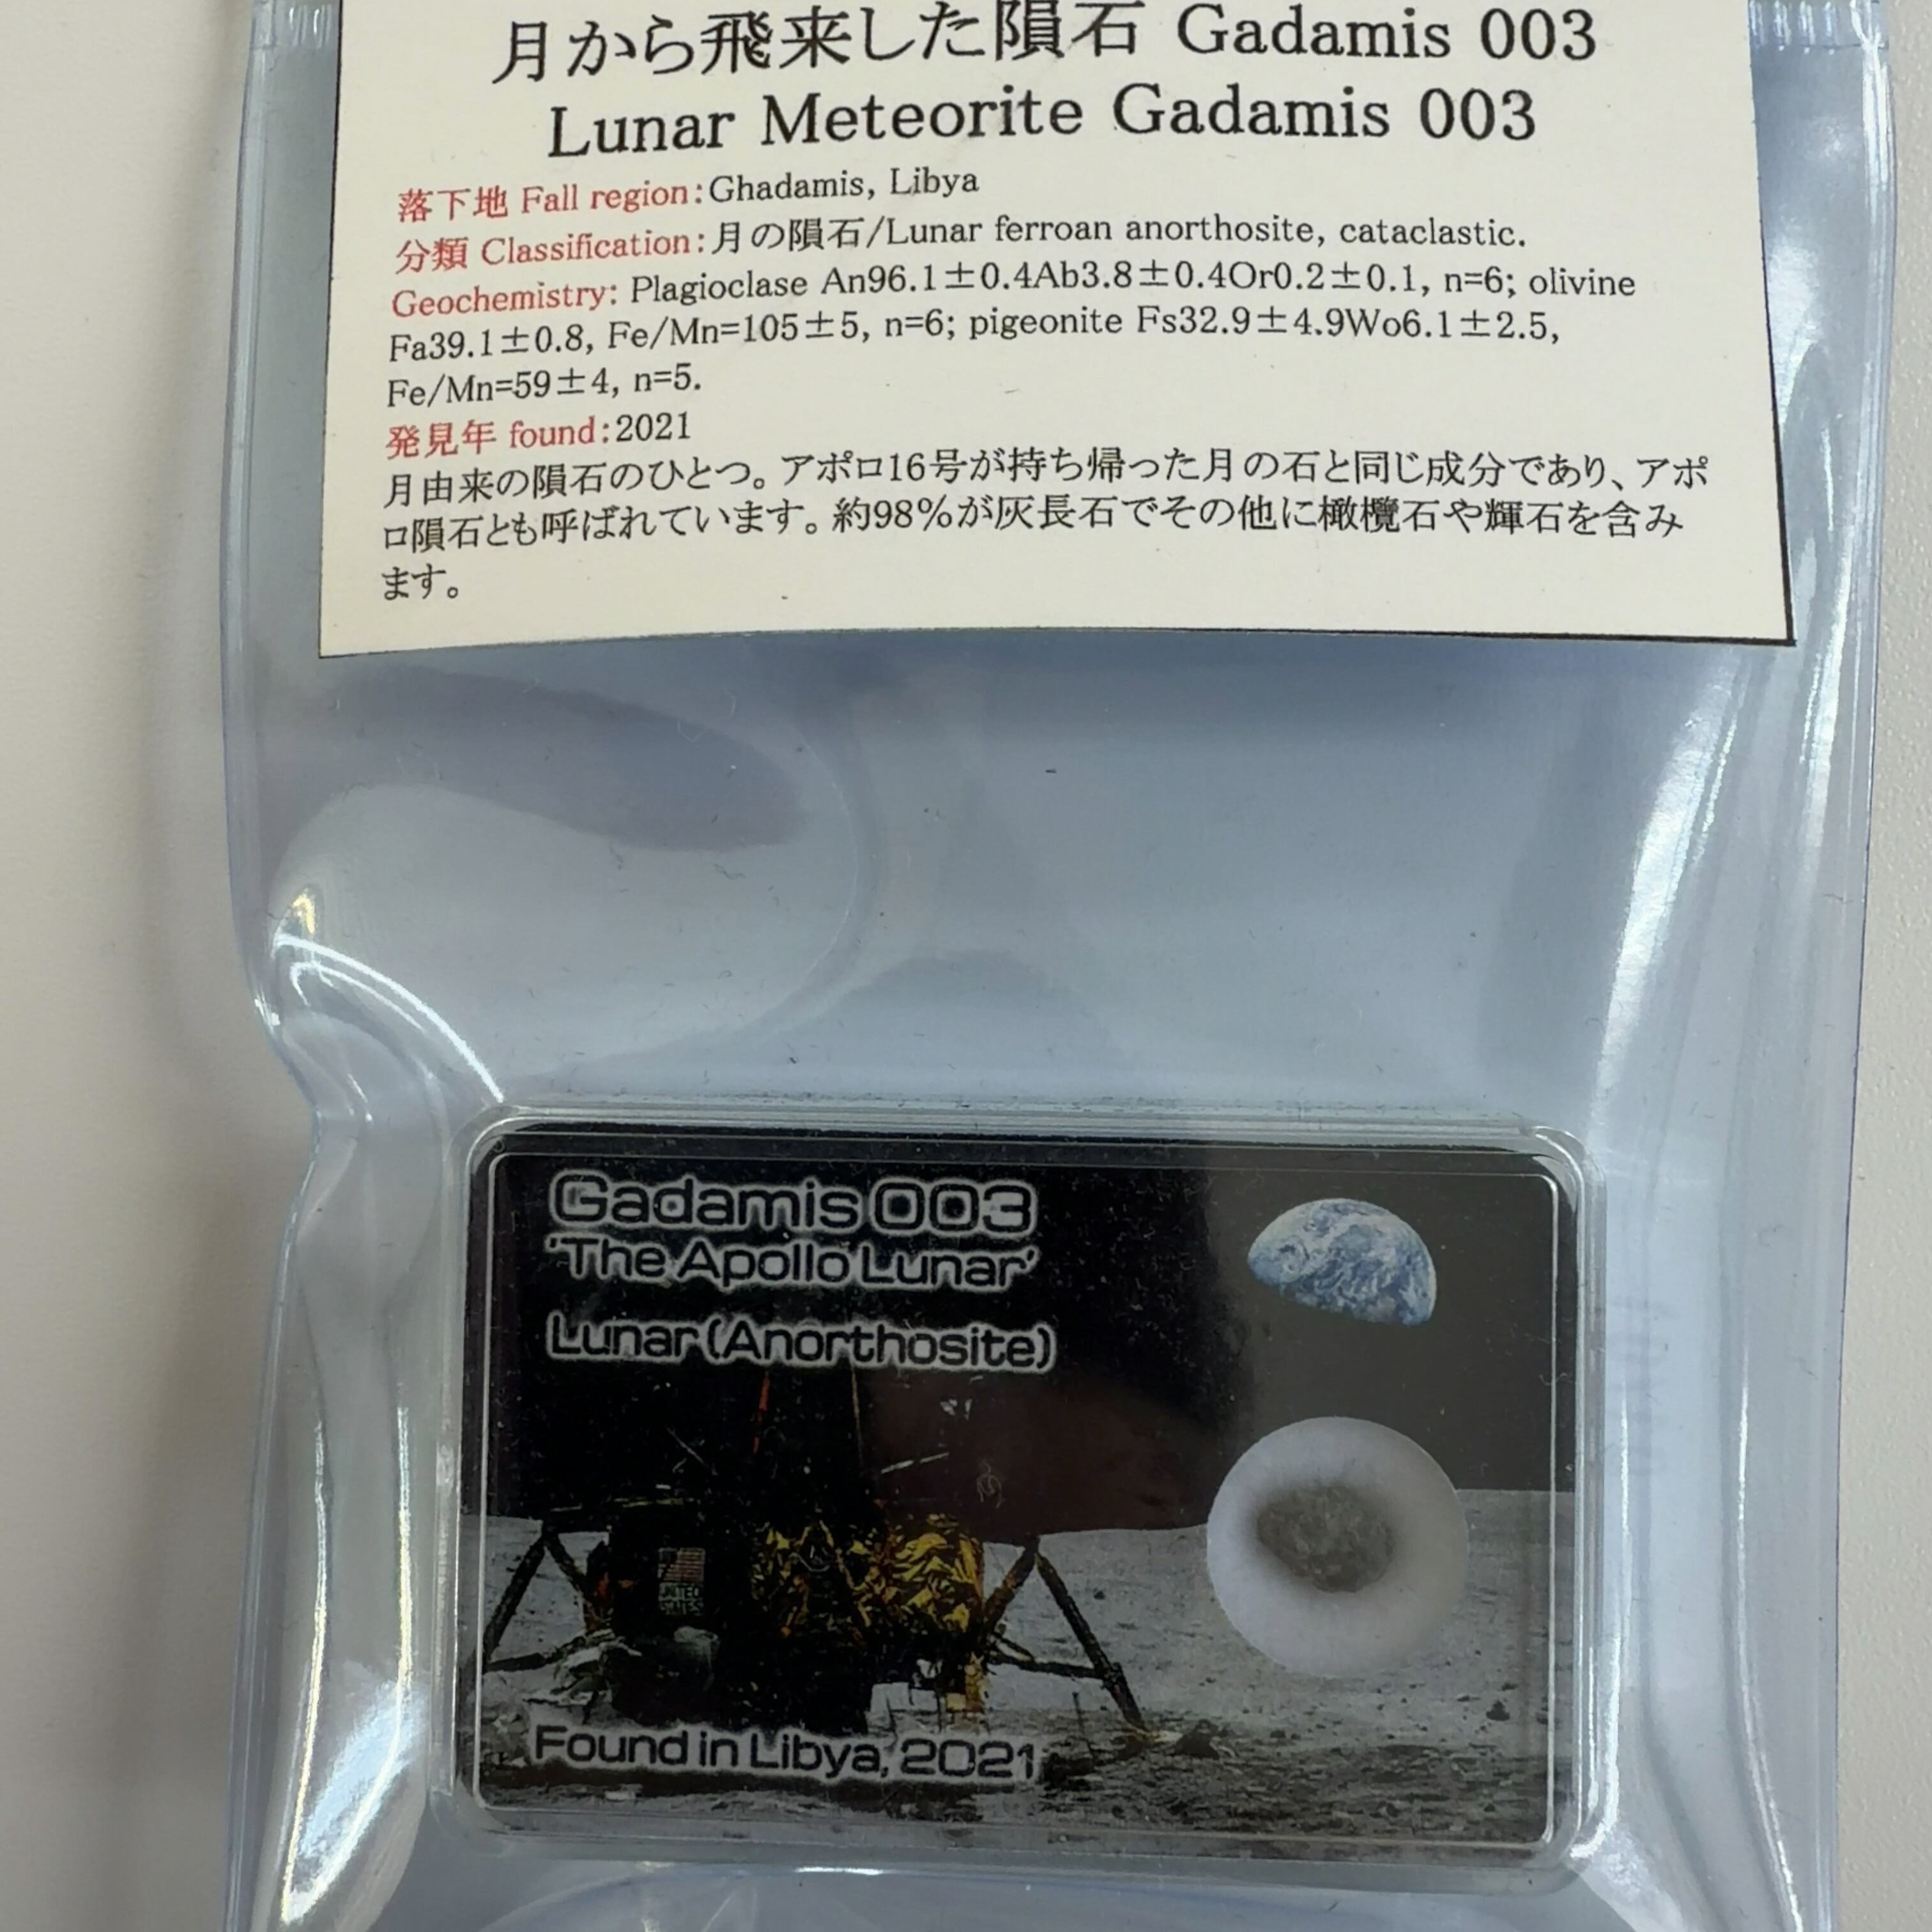 月から飛来した隕石 Gadamis 003
Lunar Meteorite Gadamis 003
落下地 Fall region:Ghadamis, Libya
分類 Classification:月の隕石/Lunar ferroan anorthosite, cataclastic.
Geochemistry: Plagioclase An96.1±0.4Ab3.8±0.4Or0.2±0.1, n=6; olivine
Fa39.1±0.8, Fe/Mn=105±5, n=6; pigeonite Fs32.9±4.9Wo6.1±2.5,
Fe/Mn=59±4, n=5.
発見年 found:2021
月由来の隕石のひとつ。アポロ16号が持ち帰った月の石と同じ成分であり、アポ
ロ隕石とも呼ばれています。約98%が灰長石でその他に橄欖石や輝石を含み
ます。
Gadamis 003
'The Apollo Lunar'
Lunar (Anorthosite)
UNITED
STATES
Found in Libya, 2021